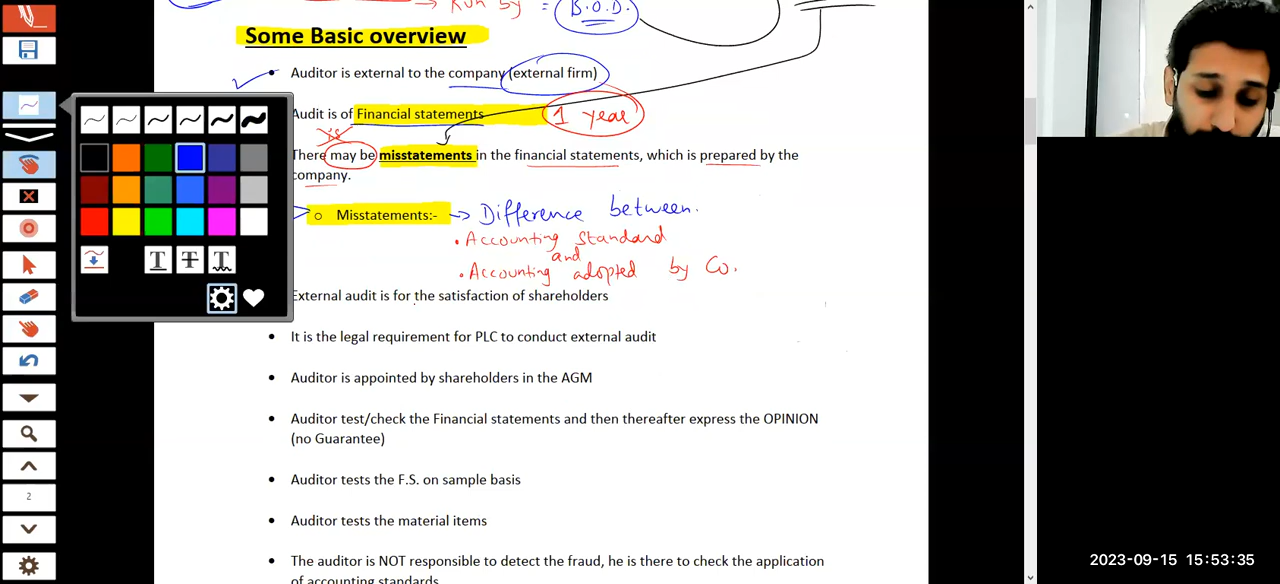 → Run by = B.O.D.
Some Basic overview
• Auditor is external to the company (external firm)
Audit is of Financial statements 1 year
There may be misstatements in the financial statements, which is prepared by the
company.
o Misstatements:- → Difference between.
• Accounting Standard
and
• Accounting adopted by Co.
External audit is for the satisfaction of shareholders
• It is the legal requirement for PLC to conduct external audit
• Auditor is appointed by shareholders in the AGM
• Auditor test/check the Financial statements and then thereafter express the OPINION
(no Guarantee)
• Auditor tests the F.S. on sample basis
• Auditor tests the material items
• The auditor is NOT responsible to detect the fraud, he is there to check the application
of accounting standards
T T T
2
2023-09-15 15:53:35